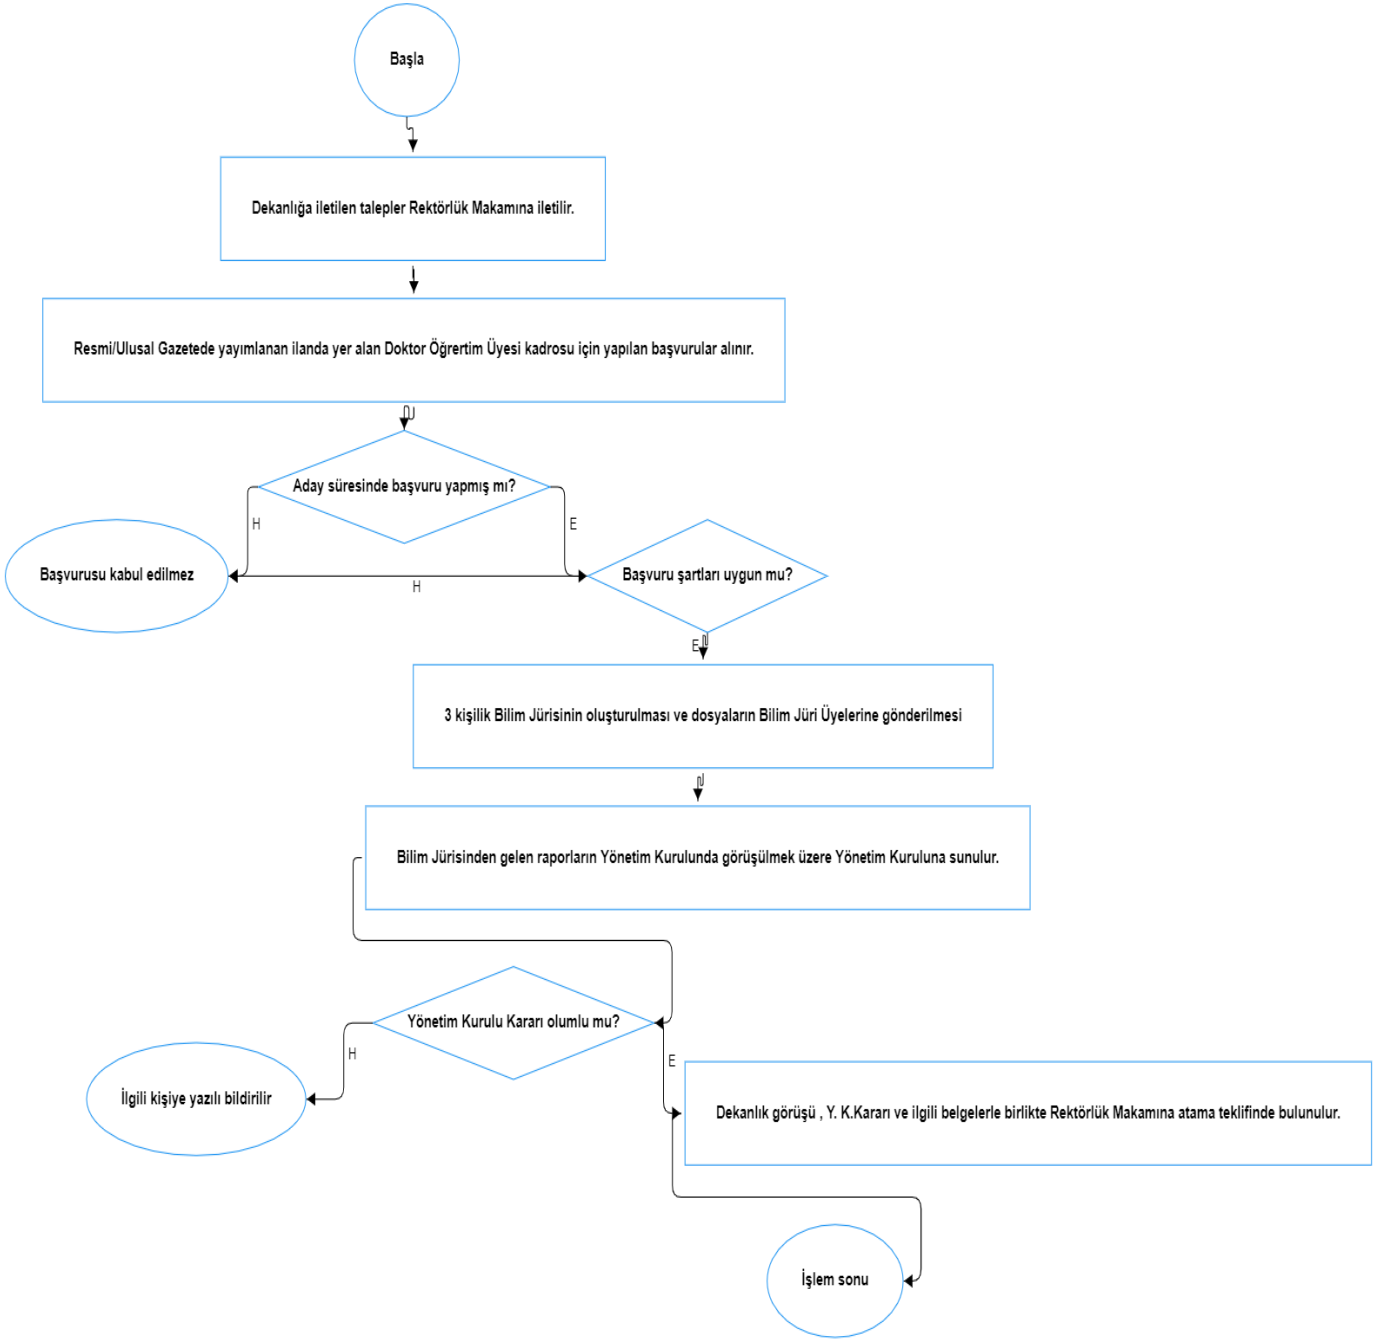 Başla
Dekanlığa iletilen talepler Rektörlük Makamına iletilir.
Resmi/Ulusal Gazetede yayımlanan ilanda yer alan Doktor Öğrertim Üyesi kadrosu için yapılan başvurular alınır.
Aday süresinde başvuru yapmış mı?
H
E
Başvurusu kabul edilmez
H
Başvuru şartları uygun mu?
E
3 kişilik Bilim Jürisinin oluşturulması ve dosyaların Bilim Jüri Üyelerine gönderilmesi
Bilim Jürisinden gelen raporların Yönetim Kurulunda görüşülmek üzere Yönetim Kuruluna sunulur.
Yönetim Kurulu Kararı olumlu mu?
H
E
İlgili kişiye yazılı bildirilir
Dekanlık görüşü , Y. K.Kararı ve ilgili belgelerle birlikte Rektörlük Makamına atama teklifinde bulunulur.
İşlem sonu